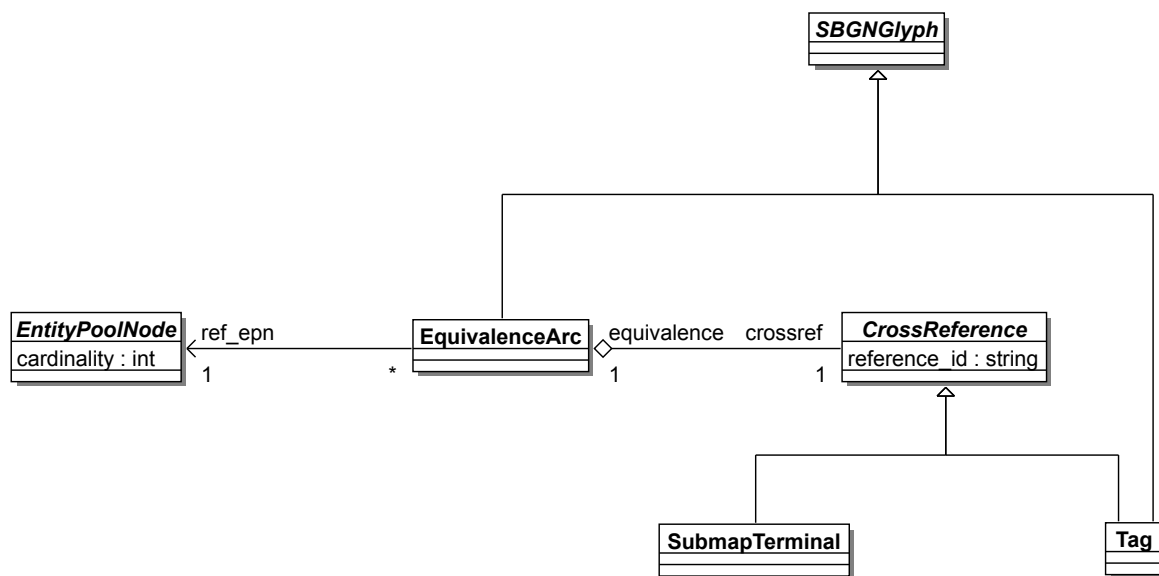 SBGNGlyph
EntityPoolNode
cardinality : int
ref_epn
1
*
EquivalenceArc
equivalence
1
crossref
1
CrossReference
reference_id : string
SubmapTerminal
Tag